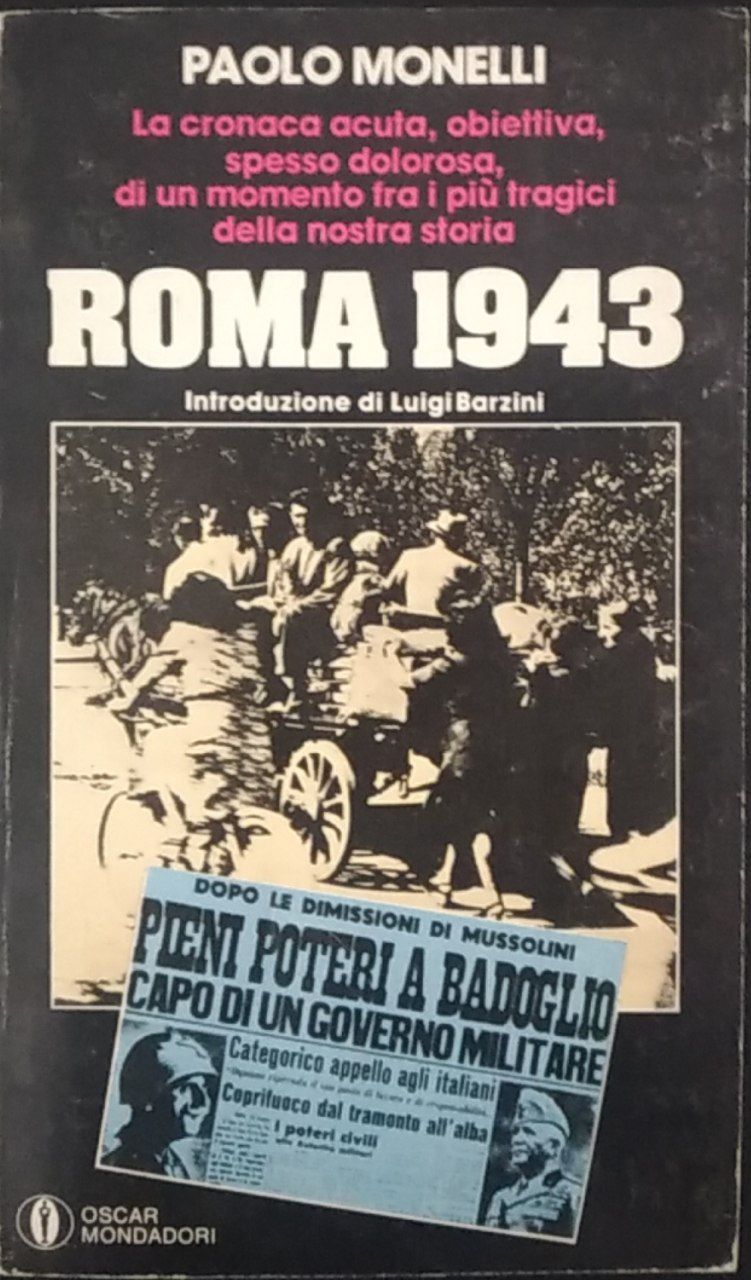 PAOLO MONELLI
La cronaca acuta, obiettiva,
spesso dolorosa,
di un momento fra i più tragici
della nostra storia
ROMA 1943
Introduzione di Luigi Barzini
DOPO LE DIMISSIONI DI MUSSOLINI
PIENI POTERI A BADOGLIO
CAPO DI UN GOVERNO MILITARE
Categorico appello agli italiani
Coprifuoco dal tramonto all'alba
I poteri civili
OSCAR
MONDADORI